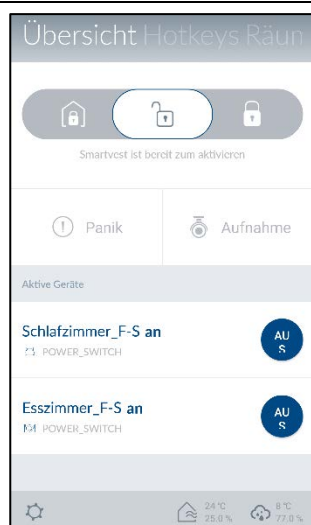 Übersicht Hotkeys Räun
Smartvest ist bereit zum aktivieren
Panik Aufnahme
Aktive Geräte
Schlafzimmer_F-S an
AU
S
POWER_SWITCH
Esszimmer_F-S an
AU
S
POWER_SWITCH
24 °C 8 °C
25.0 % 77.0 %